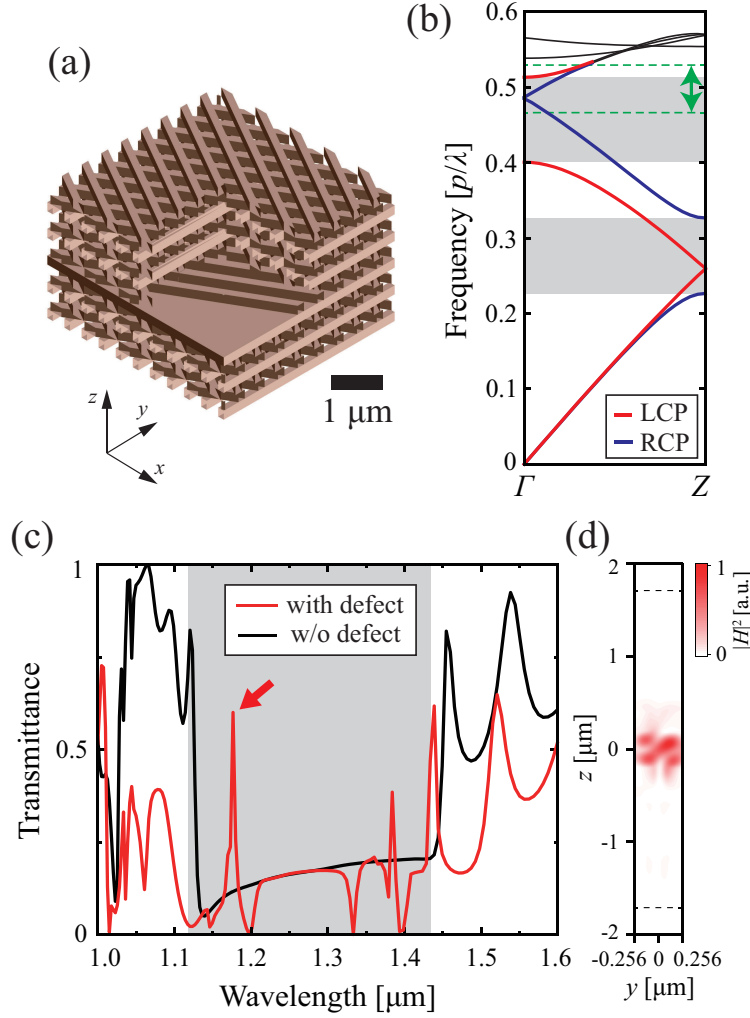 (a)
1 μm
z
y
x
(b)
Frequency [p/λ]
0.6
0.5
0.4
0.3
0.2
0.1
0
Γ
Z
LCP
RCP
(c)
Transmittance
1
0.5
0
with defect
w/o defect
1.0
1.1
1.2
1.3
1.4
1.5
1.6
Wavelength [μm]
(d)
z [μm]
2
1
0
-1
-2
1
0
|H|² [a.u.]
-0.256
0
0.256
y [μm]